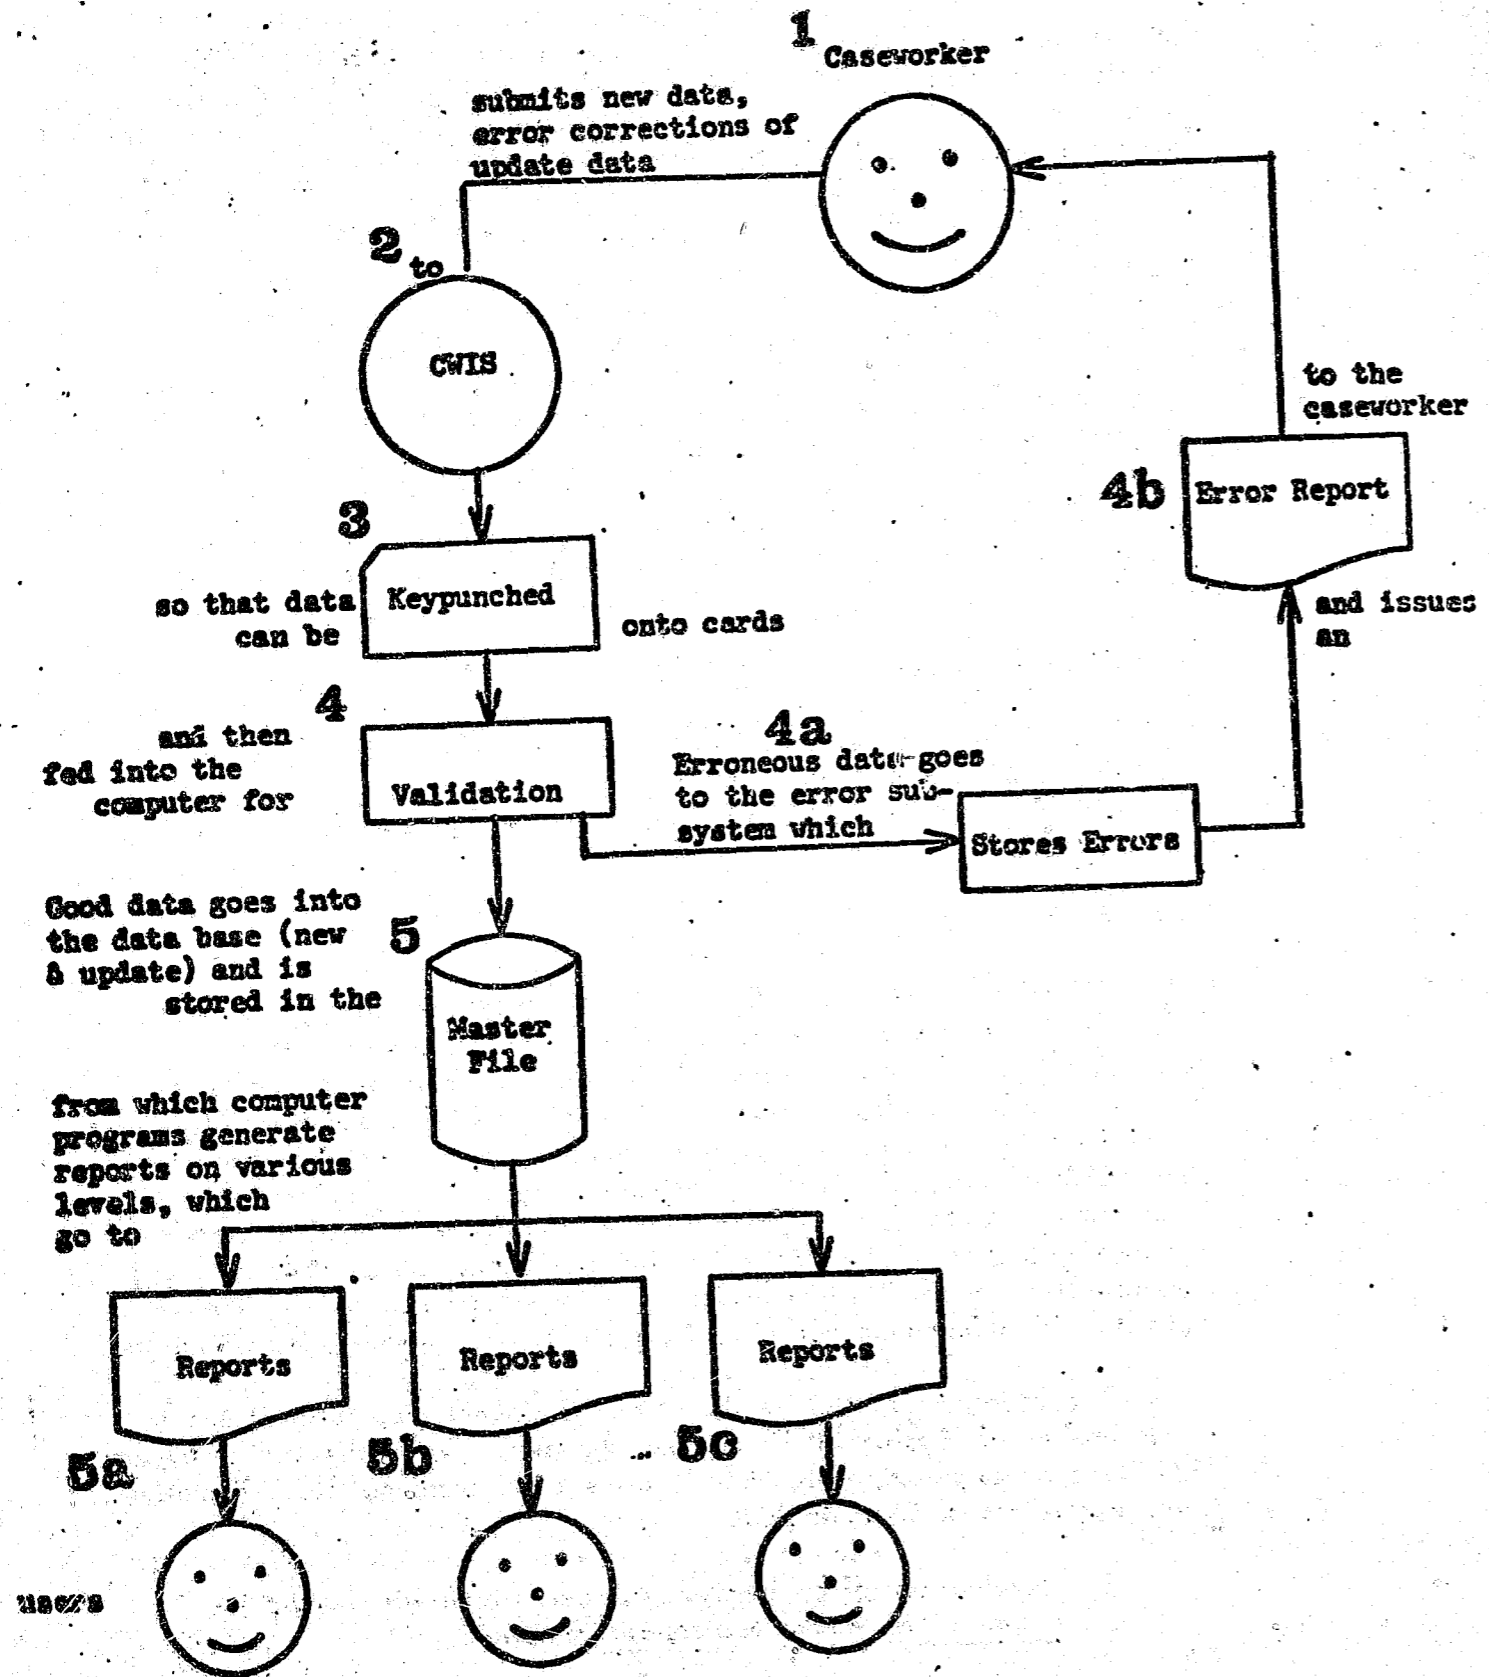 1
Caseworker
submits new data,
error corrections of
update data
2
to
CWIS
to the
caseworker
4b
Error Report
3
so that data
can be
Keypunched
onto cards
and issues
an
4
and then
fed into the
computer for
Validation
4a
Erroneous data goes
to the error sub-
system which
Stores Errors
Good data goes into
the data base (new
& update) and is
stored in the
5
Master
File
from which computer
programs generate
reports on various
levels, which
go to
Reports
Reports
Reports
5a
5b
5c
users